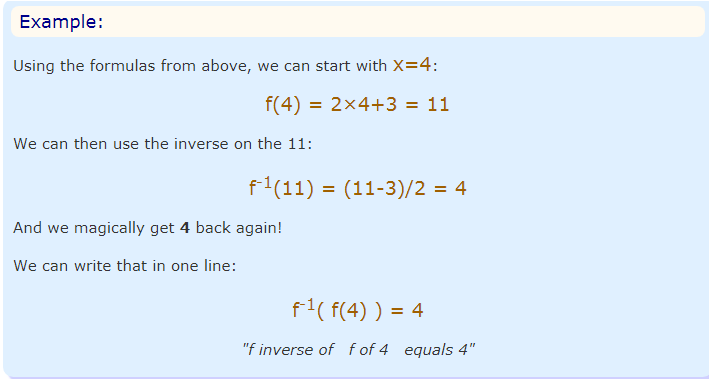 Example:
Using the formulas from above, we can start with x=4:
f(4) = 2×4+3 = 11
We can then use the inverse on the 11:
f⁻¹(11) = (11-3)/2 = 4
And we magically get 4 back again!
We can write that in one line:
f⁻¹( f(4) ) = 4
"f inverse of f of 4 equals 4"